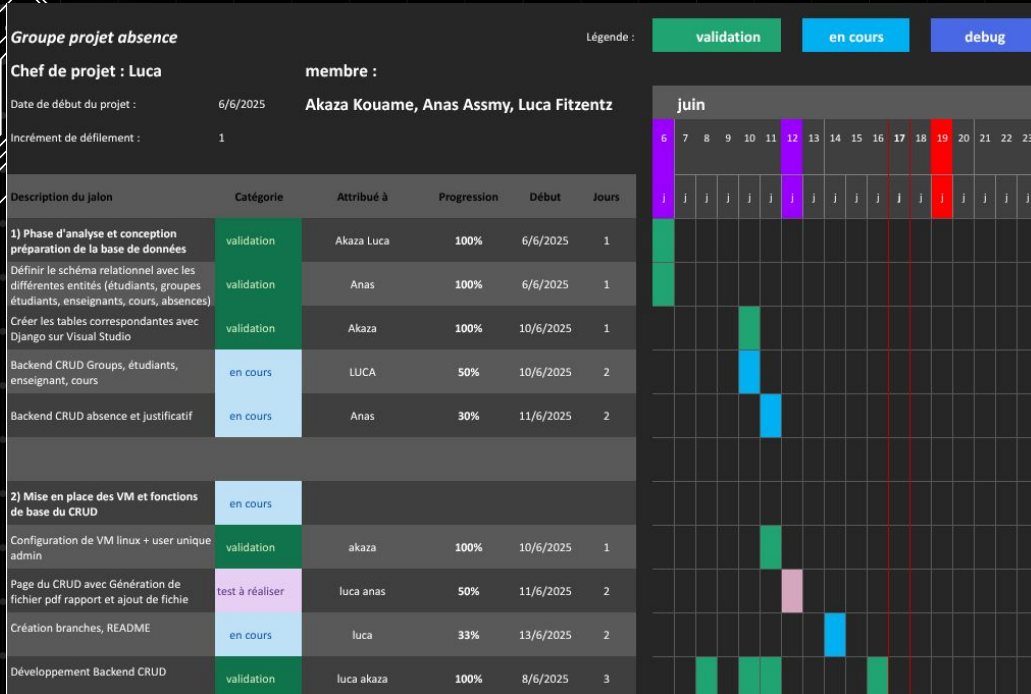 Groupe projet absence
Légende :
validation
en cours
debug
Chef de projet : Luca
membre :
Date de début du projet :
6/6/2025
Akaza Kouame, Anas Assmy, Luca Fitzentz
juin
Incrément de défilement :
1
6 7 8 9 10 11 12 13 14 15 16 17 18 19 20 21 22 23
Description du jalon Catégorie Attribué à Progression Début Jours
j j j j j j j j j j j j j j j j j j
1) Phase d'analyse et conception
préparation de la base de données
validation Akaza Luca 100% 6/6/2025 1
Définir le schéma relationnel avec les
différentes entités (étudiants, groupes
étudiants, enseignants, cours, absences)
validation Anas 100% 6/6/2025 1
Créer les tables correspondantes avec
Django sur Visual Studio
validation Akaza 100% 10/6/2025 1
Backend CRUD Groups, étudiants,
enseignant, cours
en cours LUCA 50% 10/6/2025 2
Backend CRUD absence et justificatif
en cours Anas 30% 11/6/2025 2
2) Mise en place des VM et fonctions
de base du CRUD
en cours
Configuration de VM linux + user unique
admin
validation akaza 100% 10/6/2025 1
Page du CRUD avec Génération de
fichier pdf rapport et ajout de fichie
test à réaliser luca anas 50% 11/6/2025 2
Création branches, README
en cours luca 33% 13/6/2025 2
Développement Backend CRUD
validation luca akaza 100% 8/6/2025 3